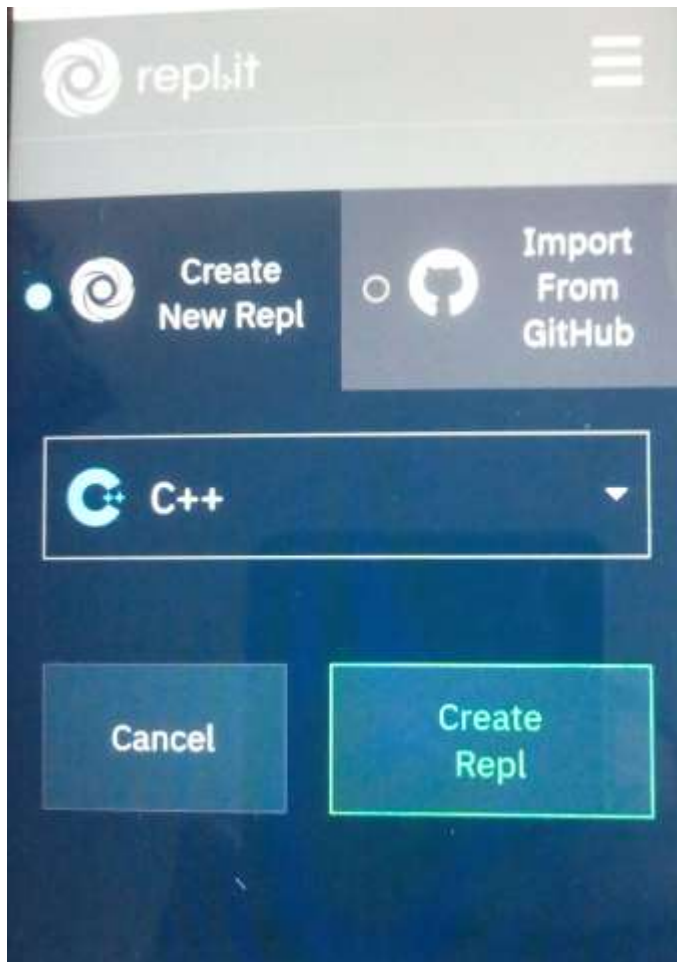 repl.it
Create
New Repl
Import
From
GitHub
C++
Cancel
Create
Repl